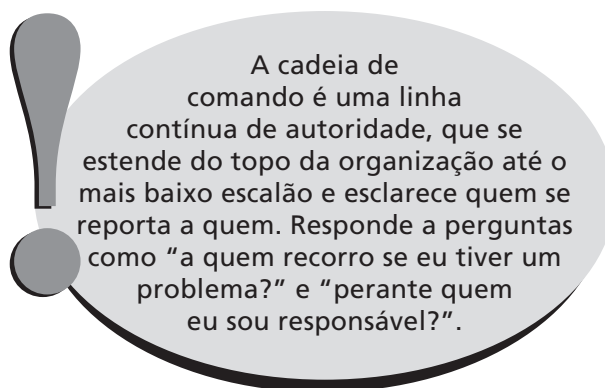 A cadeia de
comando é uma linha
contínua de autoridade, que se
estende do topo da organização até o
mais baixo escalão e esclarece quem se
reporta a quem. Responde a perguntas
como “a quem recorro se eu tiver um
problema?” e “perante quem
eu sou responsável?”.